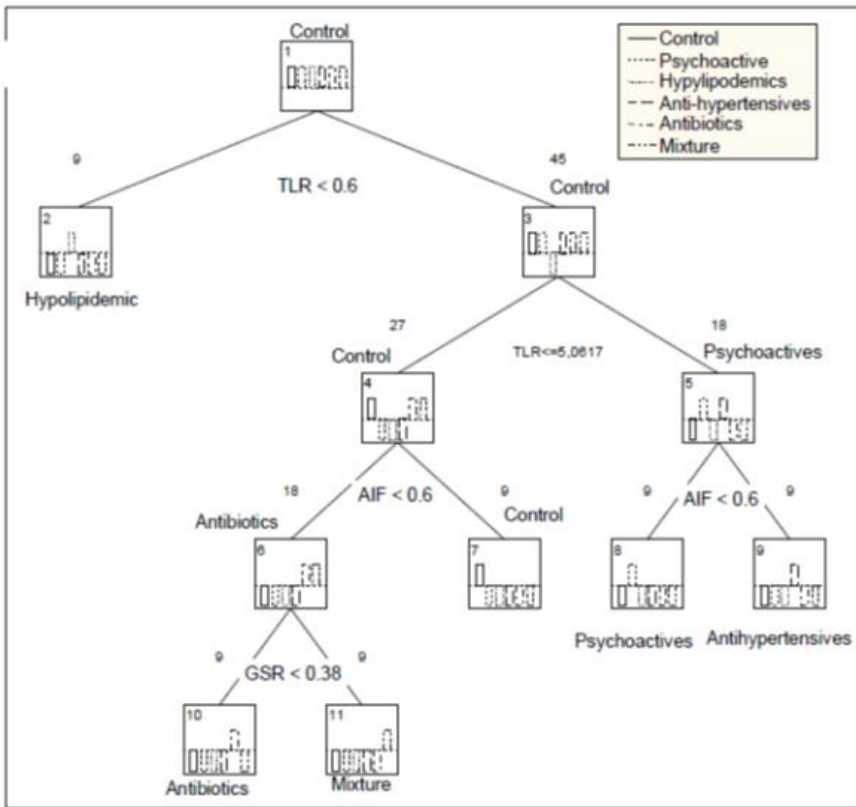 Control
1
Control
Psychoactive
Hypylipodemics
Anti-hypertensives
Antibiotics
Mixture
9
45
TLR < 0.6
Control
2
3
Hypolipidemic
27
18
Control
TLR<=5,0617
Psychoactives
4
5
18
AIF < 0.6
9
9
AIF < 0.6
9
Antibiotics
Control
6
7
8
9
Psychoactives
Antihypertensives
9
GSR < 0.38
9
10
11
Antibiotics
Mixture